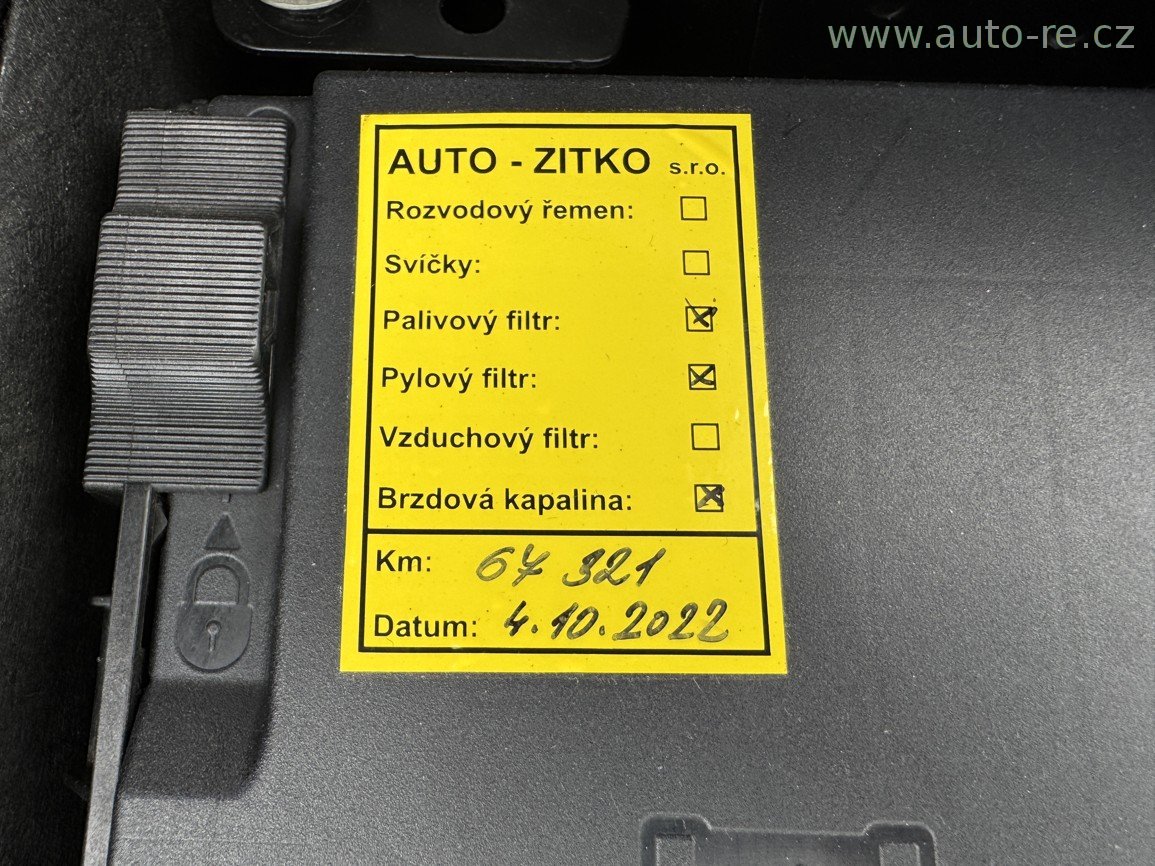 www.auto-re.cz
AUTO - ZITKO s.r.o.
Rozvodový řemen: ☐
Svíčky: ☐
Palivový filtr: ☒
Pylový filtr: ☒
Vzduchový filtr: ☐
Brzdová kapalina: ☒
Km: 67 321
Datum: 4.10.2022